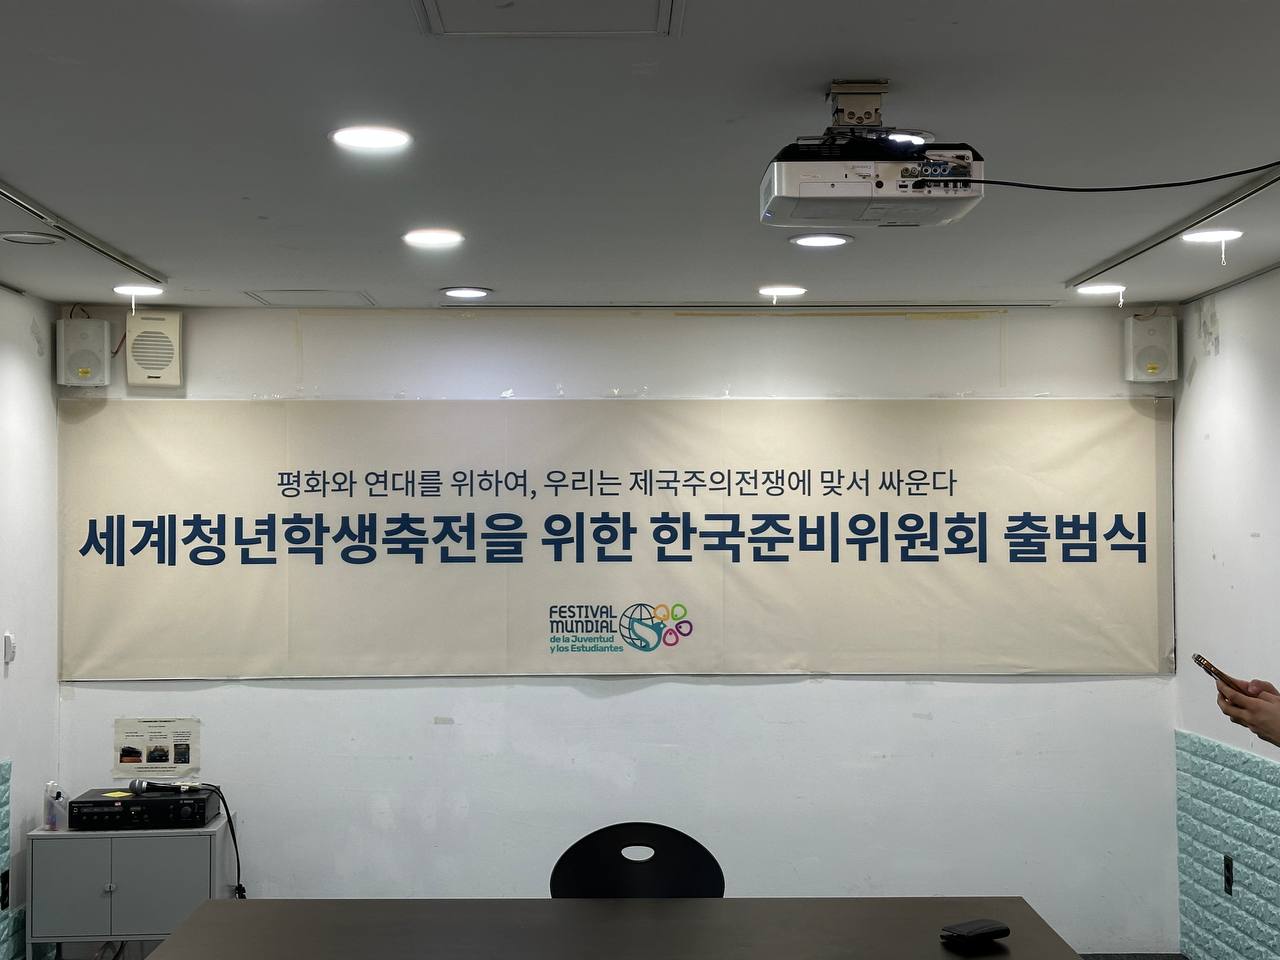 평화와 연대를 위하여, 우리는 제국주의전쟁에 맞서 싸운다
세계청년학생축전을 위한 한국준비위원회 출범식
FESTIVAL
MUNDIAL
de la Juventud
y los Estudiantes